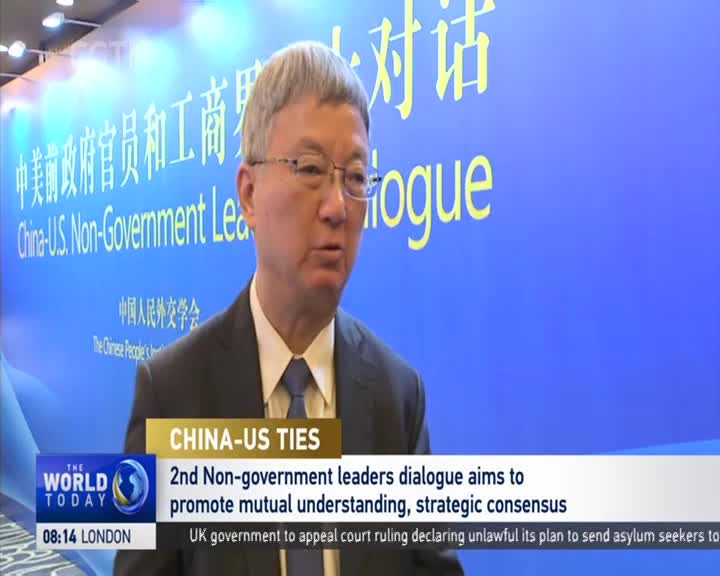 CGTN
中美前政府官员和工商界
大对话
China-U.S. Non-Government Lea
alogue
中国人民外交学会
The Chinese People's
CHINA-US TIES
2nd Non-government leaders dialogue aims to
promote mutual understanding, strategic consensus
THE
WORLD
TODAY
08:14 LONDON
UK government to appeal court ruling declaring unlawful its plan to send asylum seekers to